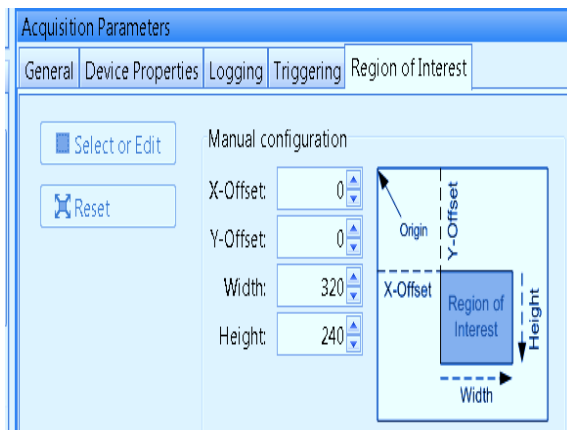 Acquisition Parameters
General Device Properties Logging Triggering Region of Interest
Select or Edit
Reset
Manual configuration
X-Offset: 0
Y-Offset: 0
Width: 320
Height: 240
Origin
Y-Offset
X-Offset
Region of
Interest
Height
Width